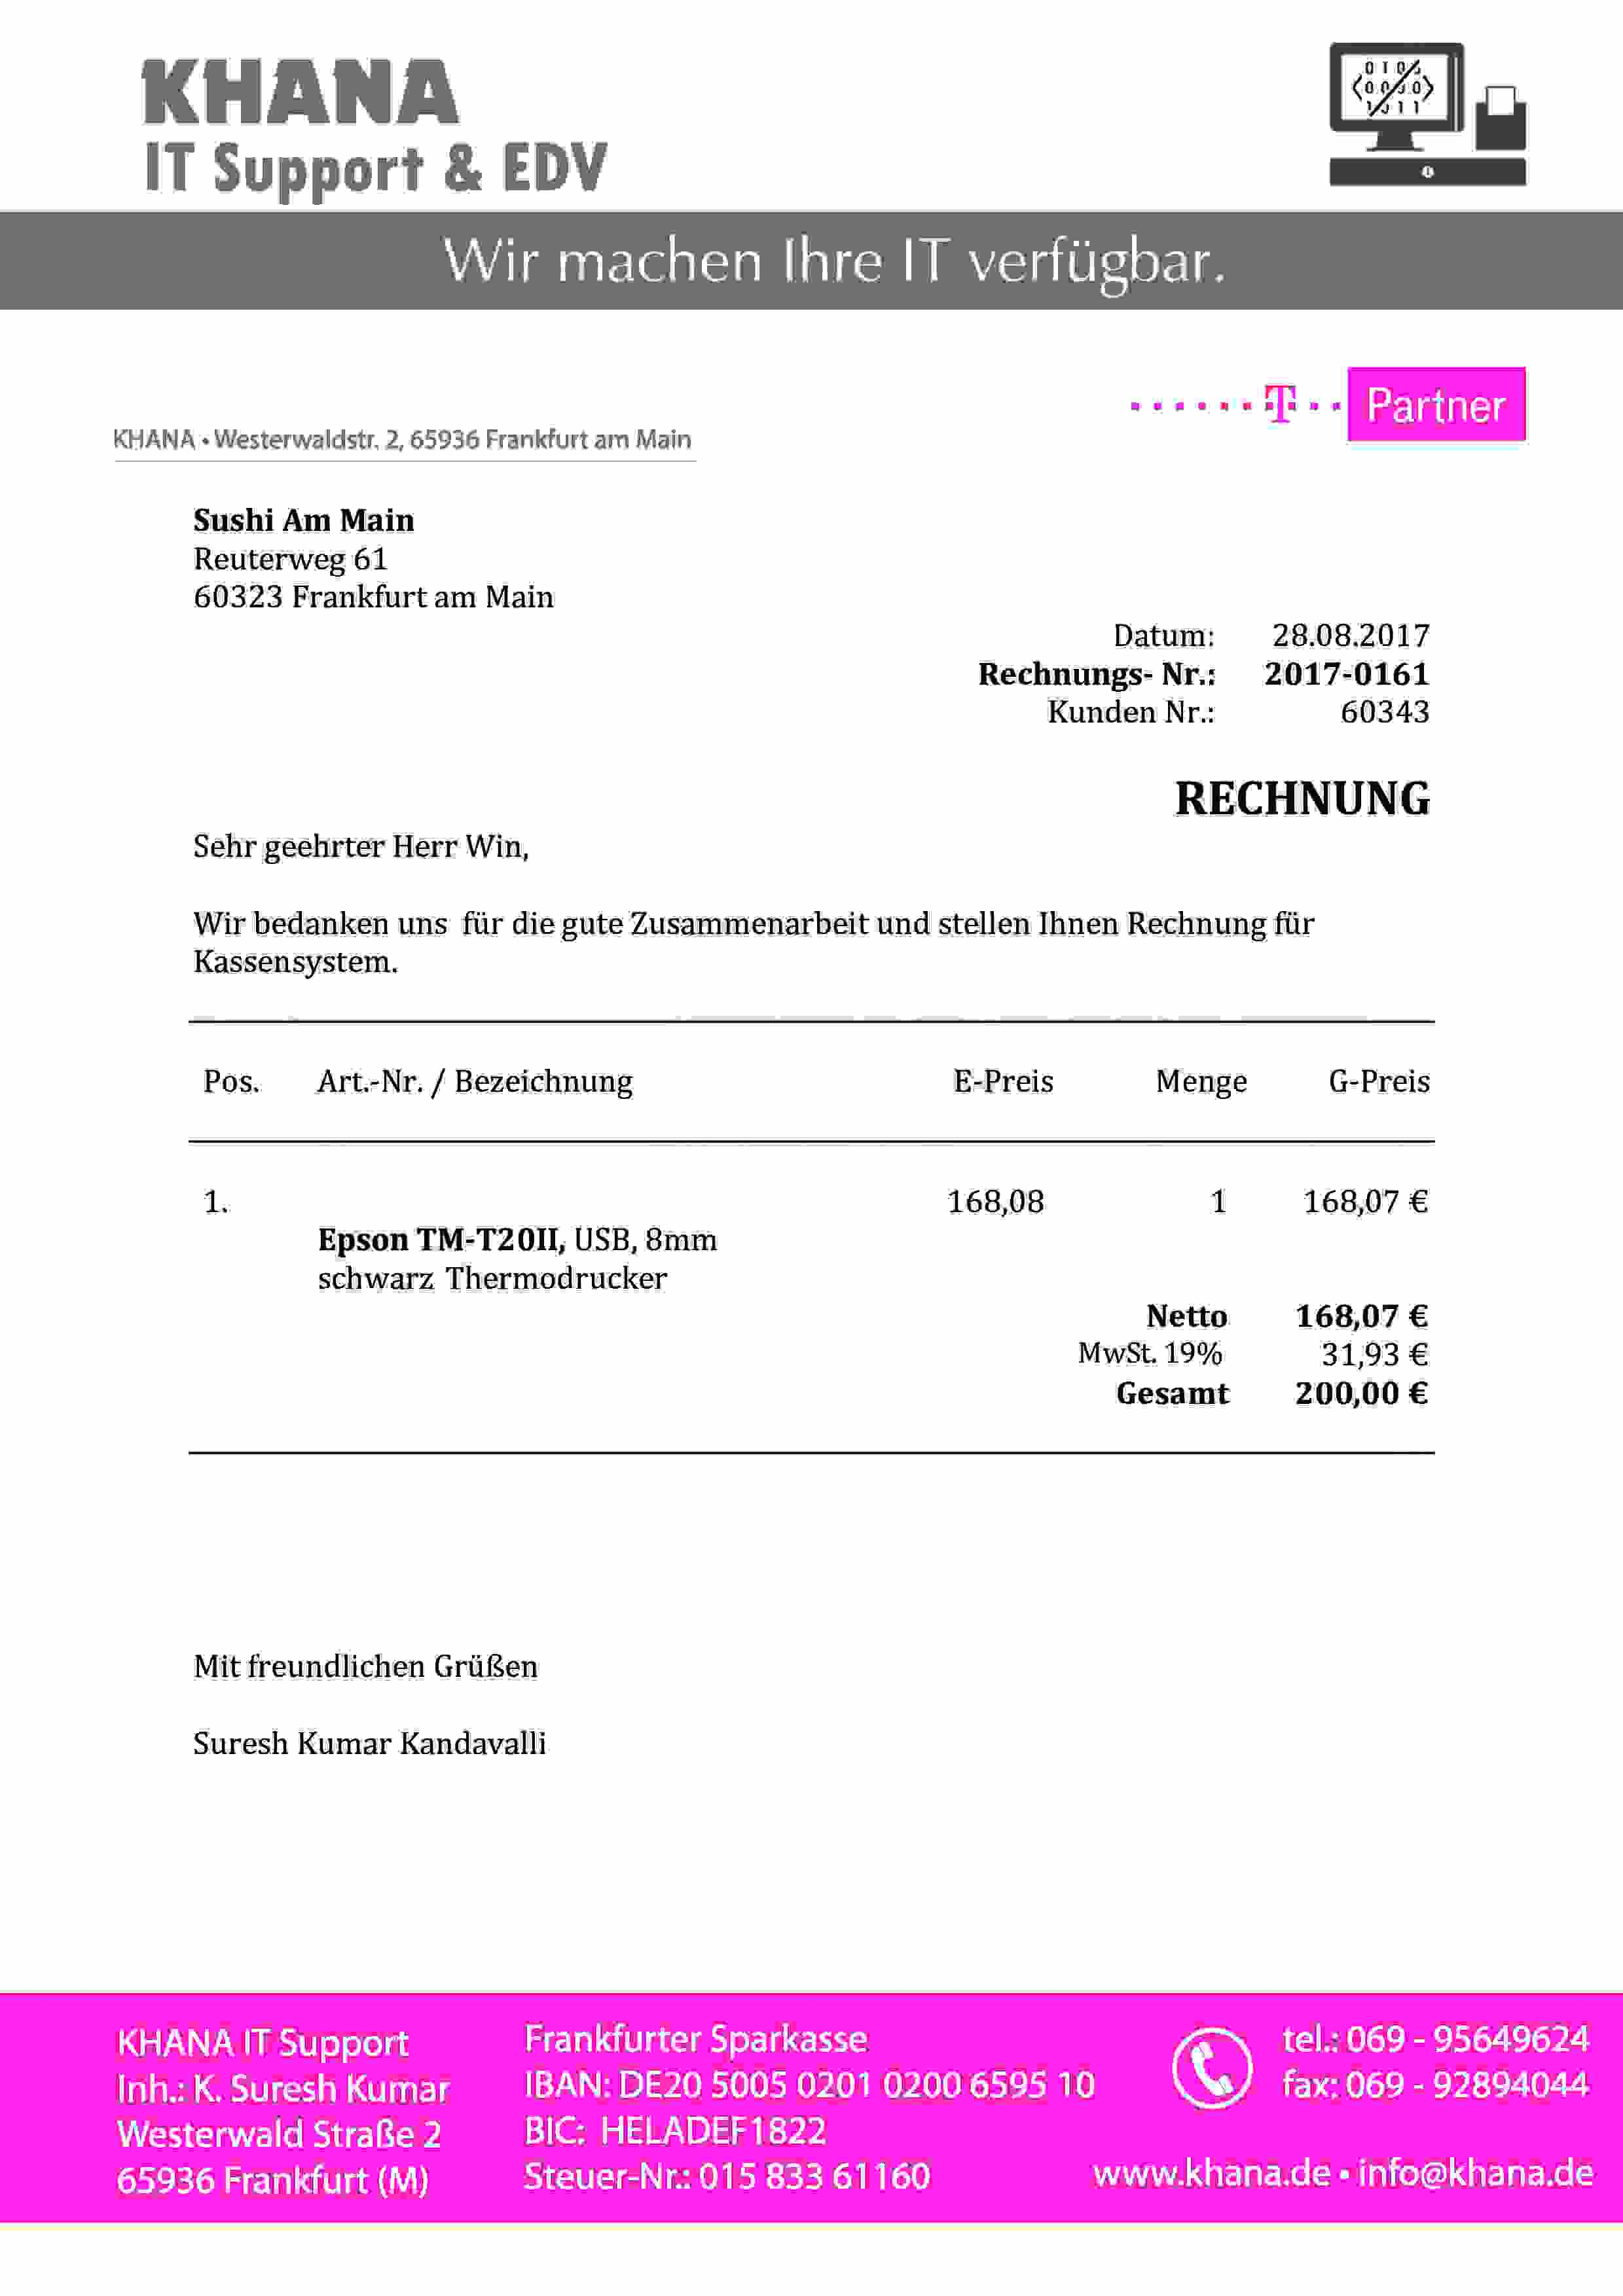 KHANA
IT Support & EDV
Wir machen Ihre IT verfügbar.
T Partner
KHANA • Westerwaldstr. 2, 65936 Frankfurt am Main
Sushi Am Main
Reuterweg 61
60323 Frankfurt am Main
Datum: 28.08.2017
Rechnungs- Nr.: 2017-0161
Kunden Nr.: 60343
RECHNUNG
Sehr geehrter Herr Win,
Wir bedanken uns für die gute Zusammenarbeit und stellen Ihnen Rechnung für
Kassensystem.
Pos. Art.-Nr. / Bezeichnung E-Preis Menge G-Preis
1. 168,08 1 168,07 €
Epson TM-T20II, USB, 8mm
schwarz Thermodrucker
Netto 168,07 €
MwSt. 19% 31,93 €
Gesamt 200,00 €
Mit freundlichen Grüßen
Suresh Kumar Kandavalli
KHANA IT Support
Inh.: K. Suresh Kumar
Westerwald Straße 2
65936 Frankfurt (M)
Frankfurter Sparkasse
IBAN: DE20 5005 0201 0200 6595 10
BIC: HELADEF1822
Steuer-Nr.: 015 833 61160
tel.: 069 - 95649624
fax: 069 - 92894044
www.khana.de • info@khana.de